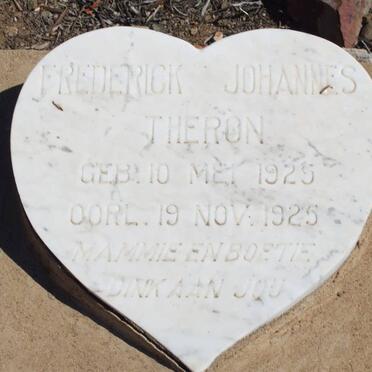 FREDERICK JOHANNES
THERON
GEB: 10 MEI 1925
OORL. 19 NOV: 1925
MAMMIE EN BOETIE
DINK AAN JOU